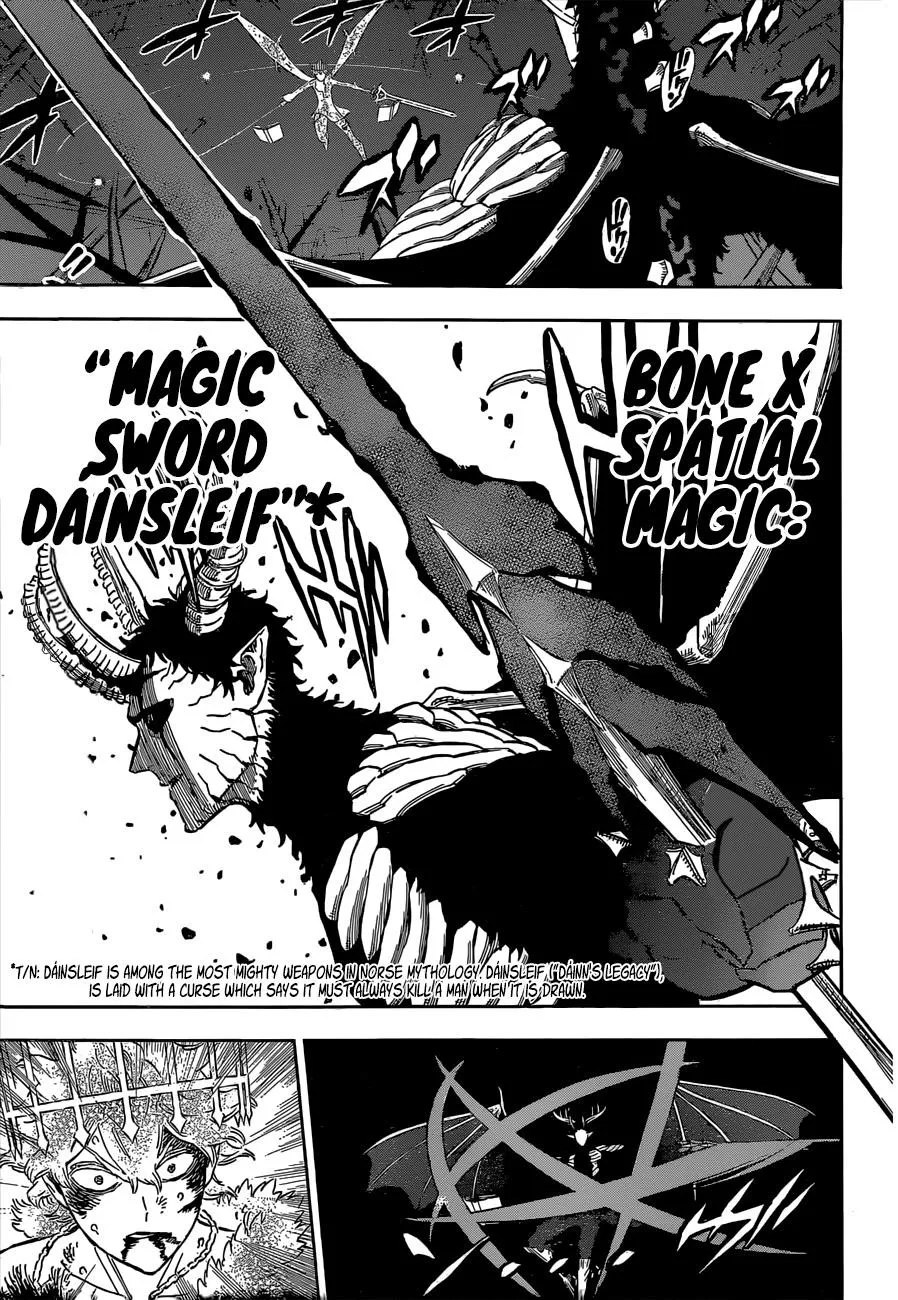 BONE X
SPATIAL
MAGIC:
"MAGIC
SWORD
DAINSLEIF"*
*T/N: DÁINSLEIF IS AMONG THE MOST MIGHTY WEAPONS IN NORSE MYTHOLOGY. DÁINSLEIF ("DÁINN'S LEGACY"),
IS LAID WITH A CURSE WHICH SAYS IT MUST ALWAYS KILL A MAN WHEN IT IS DRAWN.